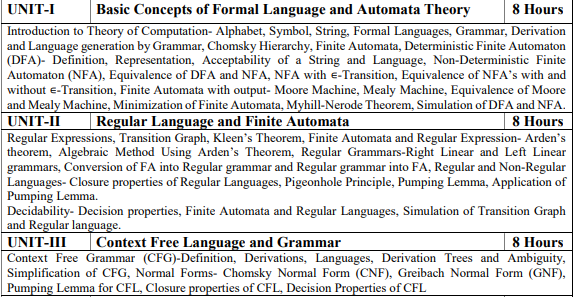 UNIT-I Basic Concepts of Formal Language and Automata Theory 8 Hours
Introduction to Theory of Computation- Alphabet, Symbol, String, Formal Languages, Grammar, Derivation
and Language generation by Grammar, Chomsky Hierarchy, Finite Automata, Deterministic Finite Automaton
(DFA)- Definition, Representation, Acceptability of a String and Language, Non-Deterministic Finite
Automaton (NFA), Equivalence of DFA and NFA, NFA with ∊-Transition, Equivalence of NFA’s with and
without ∊-Transition, Finite Automata with output- Moore Machine, Mealy Machine, Equivalence of Moore
and Mealy Machine, Minimization of Finite Automata, Myhill-Nerode Theorem, Simulation of DFA and NFA.
UNIT-II Regular Language and Finite Automata 8 Hours
Regular Expressions, Transition Graph, Kleen’s Theorem, Finite Automata and Regular Expression- Arden’s
theorem, Algebraic Method Using Arden’s Theorem, Regular Grammars-Right Linear and Left Linear
grammars, Conversion of FA into Regular grammar and Regular grammar into FA, Regular and Non-Regular
Languages- Closure properties of Regular Languages, Pigeonhole Principle, Pumping Lemma, Application of
Pumping Lemma.
Decidability- Decision properties, Finite Automata and Regular Languages, Simulation of Transition Graph
and Regular language.
UNIT-III Context Free Language and Grammar 8 Hours
Context Free Grammar (CFG)-Definition, Derivations, Languages, Derivation Trees and Ambiguity,
Simplification of CFG, Normal Forms- Chomsky Normal Form (CNF), Greibach Normal Form (GNF),
Pumping Lemma for CFL, Closure properties of CFL, Decision Properties of CFL